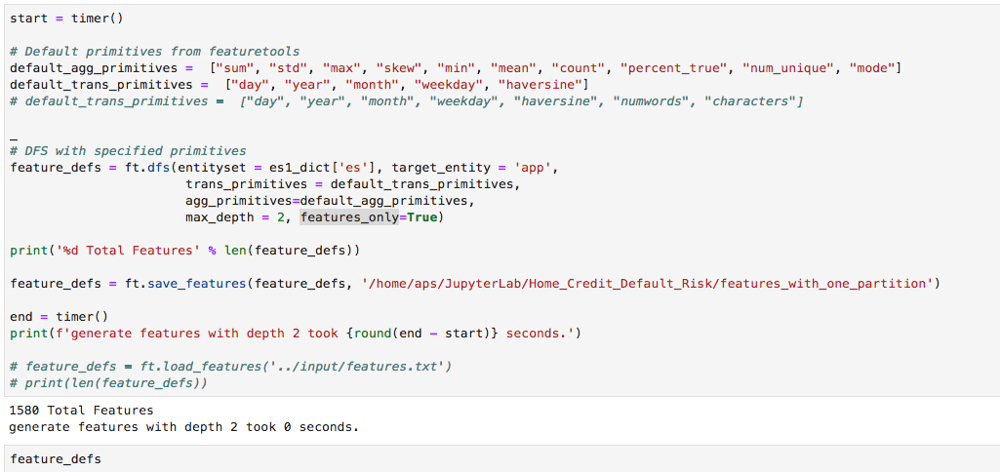 start = timer()
# Default primitives from featuretools
default_agg_primitives =  ["sum", "std", "max", "skew", "min", "mean", "count", "percent_true", "num_unique", "mode"]
default_trans_primitives =  ["day", "year", "month", "weekday", "haversine"]
# default_trans_primitives =  ["day", "year", "month", "weekday", "haversine", "numwords", "characters"]
_
# DFS with specified primitives
feature_defs = ft.dfs(entityset = es1_dict['es'], target_entity = 'app',
                       trans_primitives = default_trans_primitives,
                       agg_primitives=default_agg_primitives,
                       max_depth = 2, features_only=True)
print('%d Total Features' % len(feature_defs))
feature_defs = ft.save_features(feature_defs, '/home/aps/JupyterLab/Home_Credit_Default_Risk/features_with_one_partition')
end = timer()
print(f'generate features with depth 2 took {round(end - start)} seconds.')
# feature_defs = ft.load_features('../input/features.txt')
# print(len(feature_defs))
1580 Total Features
generate features with depth 2 took 0 seconds.
feature_defs